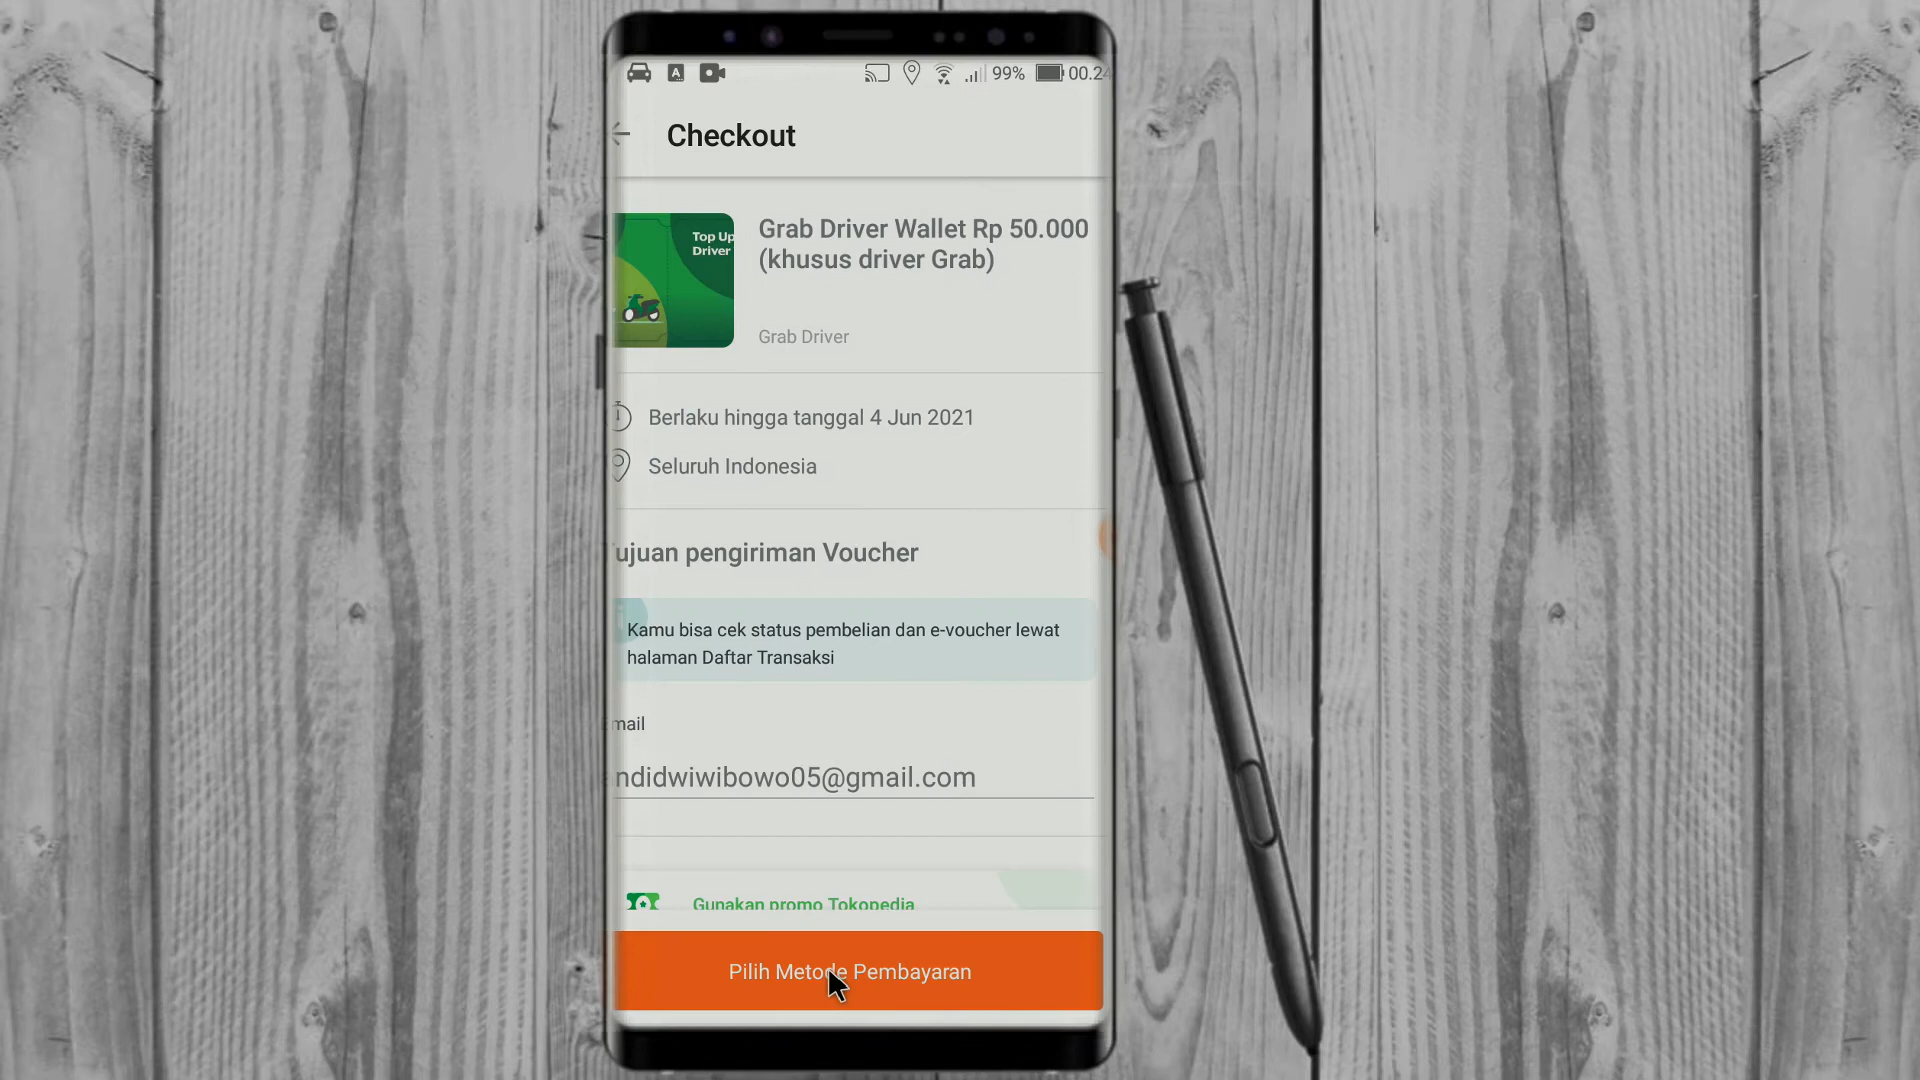 99% 00.24
Checkout
Top Up
Driver
Grab Driver Wallet Rp 50.000
(khusus driver Grab)
Grab Driver
Berlaku hingga tanggal 4 Jun 2021
Seluruh Indonesia
Tujuan pengiriman Voucher
Kamu bisa cek status pembelian dan e-voucher lewat
halaman Daftar Transaksi
Email
ndidwiwibowo05@gmail.com
Gunakan promo Tokopedia
Pilih Metode Pembayaran